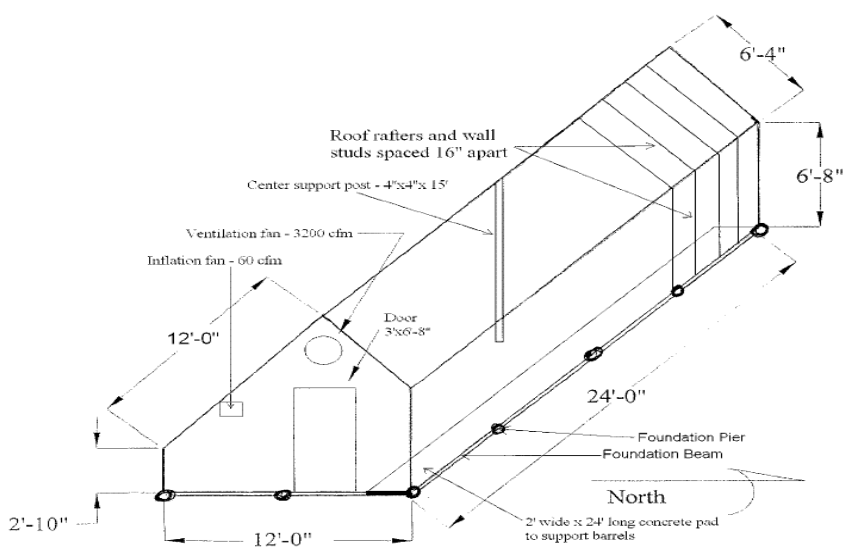 6'-4"
Roof rafters and wall
studs spaced 16" apart
Center support post - 4"x4"x 15'
6'-8"
Ventilation fan - 3200 cfm
Inflation fan - 60 cfm
Door
3'x6'-8"
12'-0"
24'-0"
Foundation Pier
Foundation Beam
North
2'-10"
12'-0"
2' wide x 24' long concrete pad
to support barrels